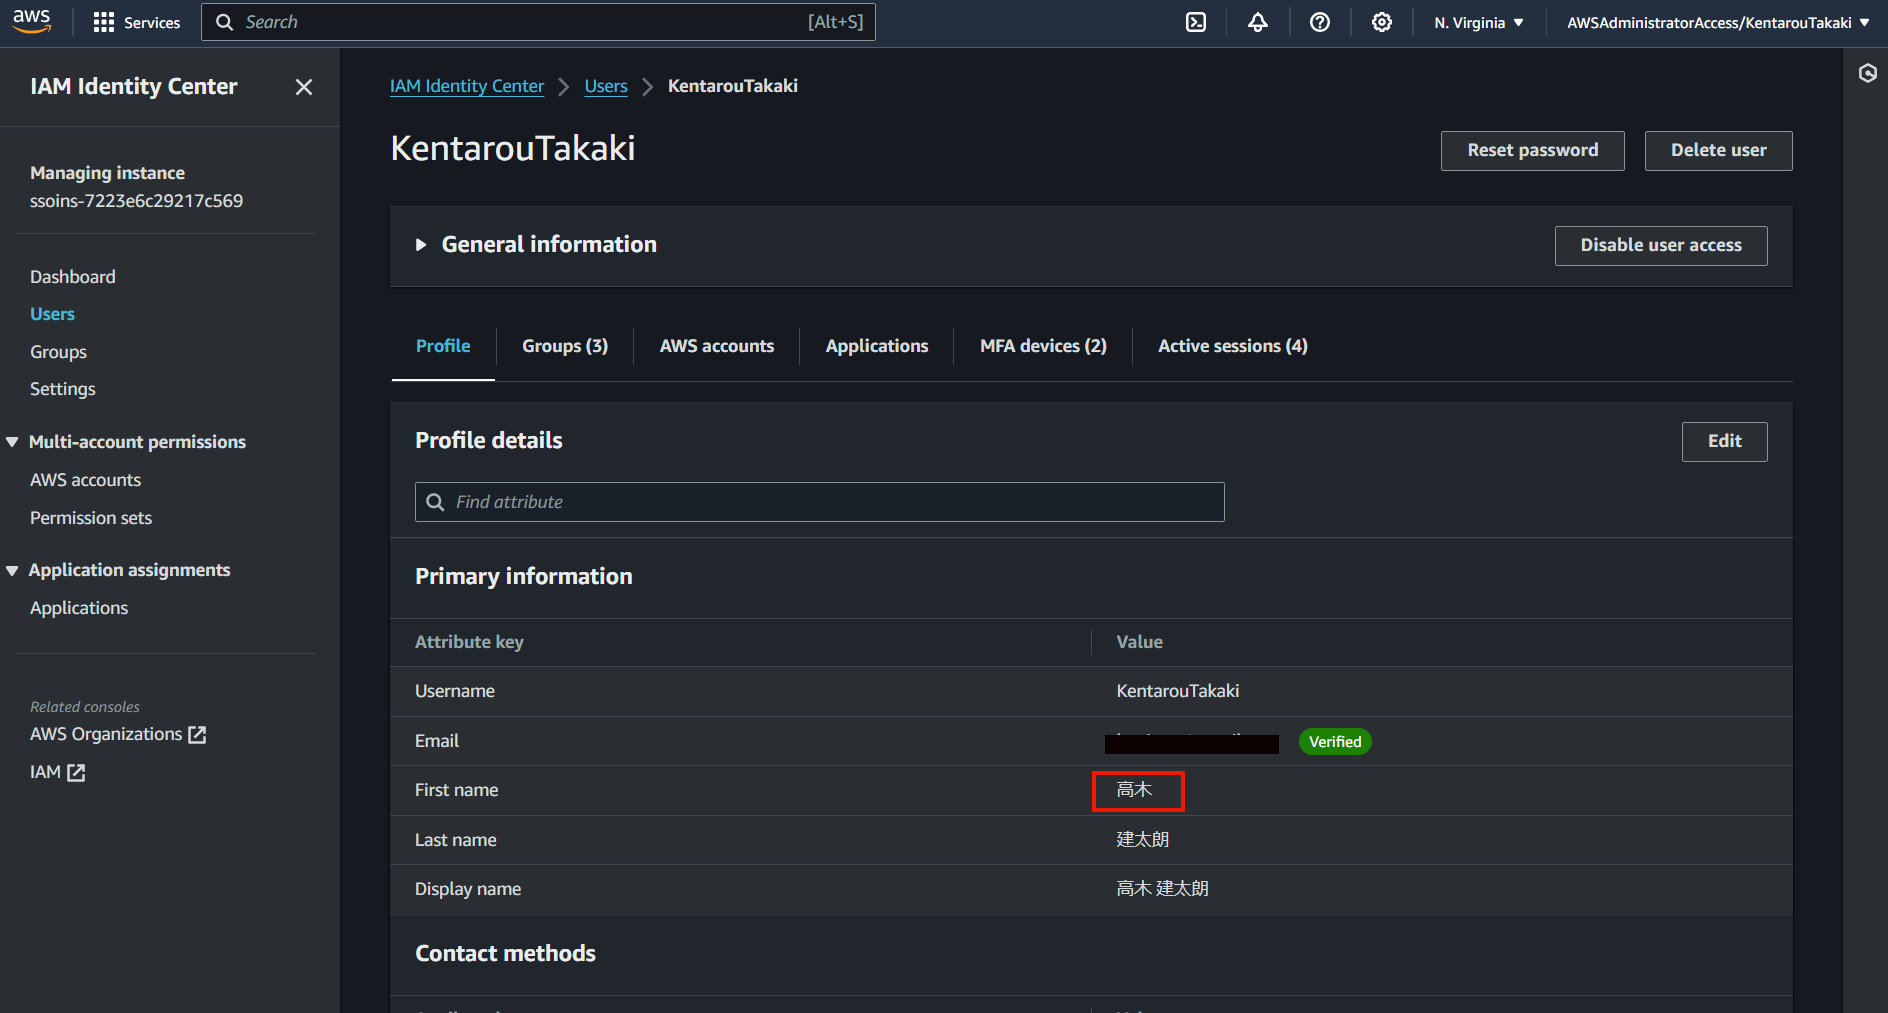 aws
Services
Search [Alt+S]
N. Virginia
AWSAdministratorAccess/KentarouTakaki
IAM Identity Center
Managing instance
ssoins-7223e6c29217c569
Dashboard
Users
Groups
Settings
Multi-account permissions
AWS accounts
Permission sets
Application assignments
Applications
Related consoles
AWS Organizations
IAM
IAM Identity Center
Users
KentarouTakaki
KentarouTakaki
Reset password
Delete user
General information
Disable user access
Profile
Groups (3)
AWS accounts
Applications
MFA devices (2)
Active sessions (4)
Profile details
Edit
Find attribute
Primary information
Attribute key Value
Username KentarouTakaki
Email Verified
First name 高木
Last name 建太朗
Display name 高木 建太朗
Contact methods